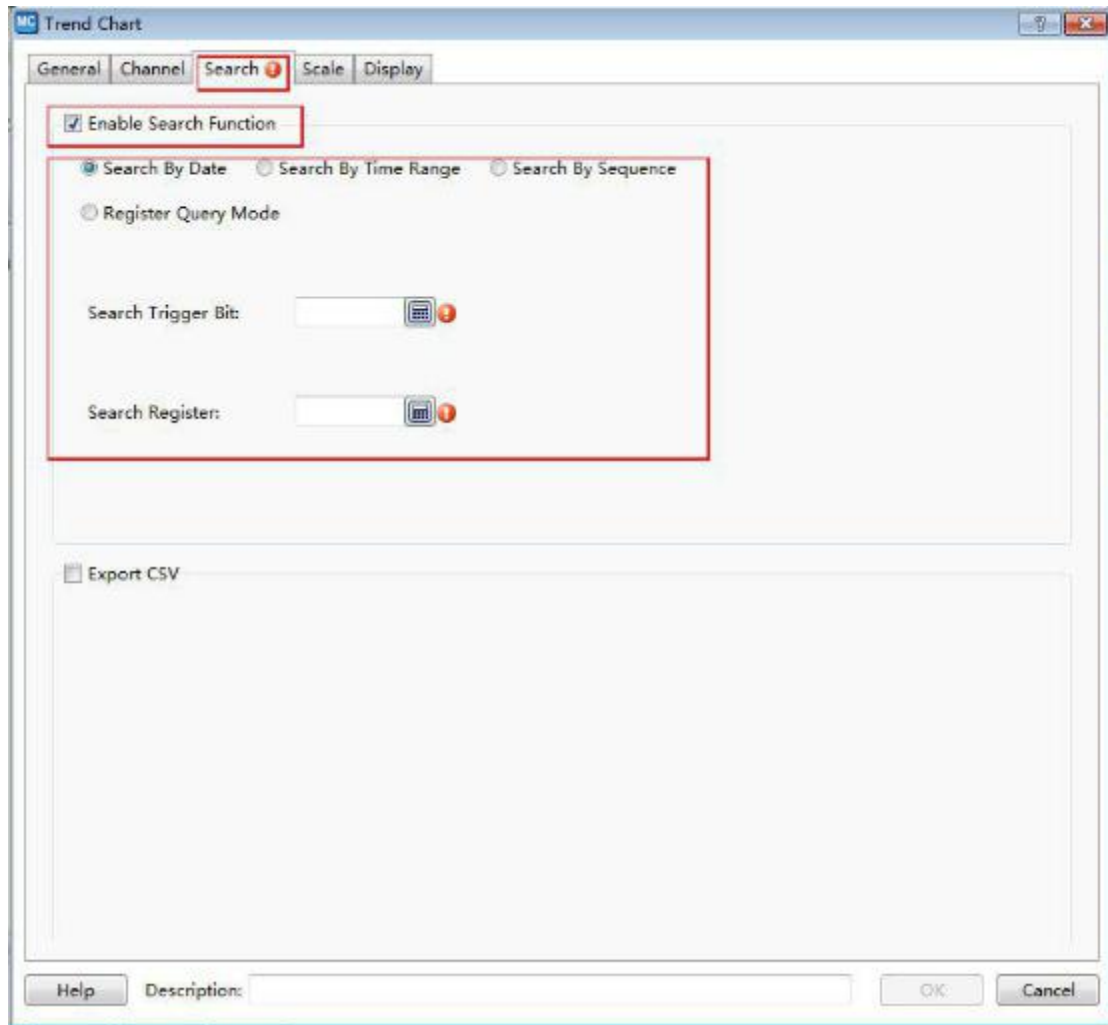 MC Trend Chart
General Channel Search Scale Display
Enable Search Function
Search By Date Search By Time Range Search By Sequence
Register Query Mode
Search Trigger Bit:
Search Register:
Export CSV
Help Description: OK Cancel